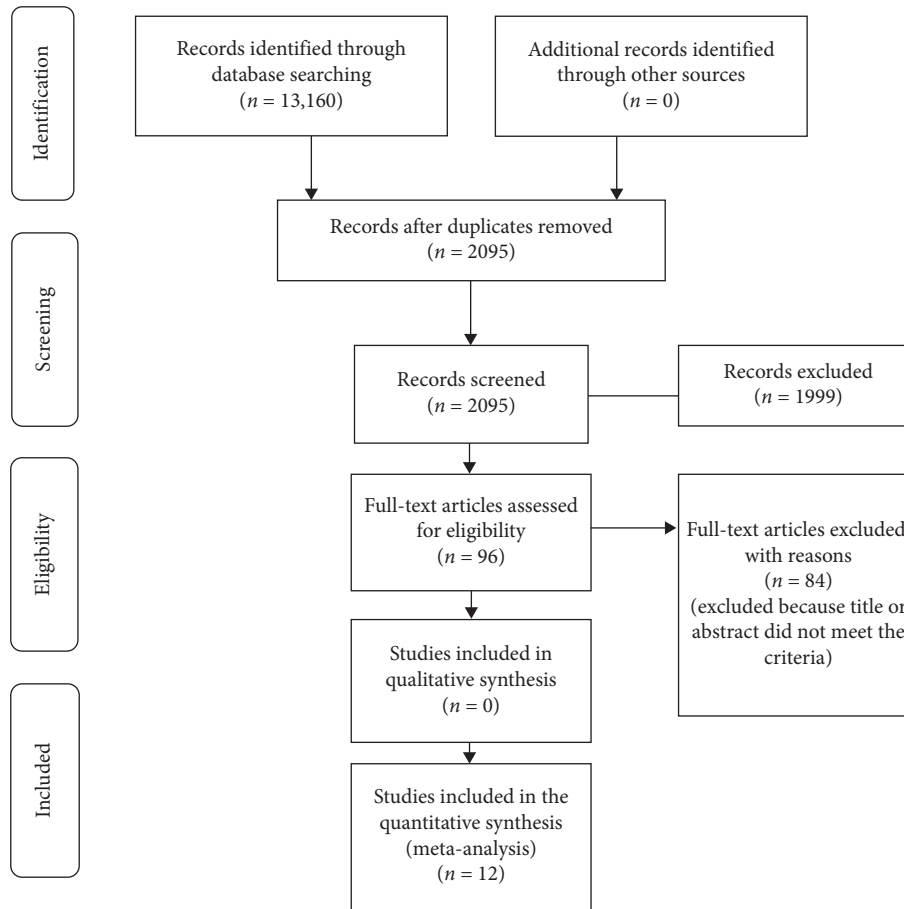 Identification
Records identified through
database searching
(n = 13,160)
Additional records identified
through other sources
(n = 0)
Records after duplicates removed
(n = 2095)
Screening
Records screened
(n = 2095)
Records excluded
(n = 1999)
Eligibility
Full-text articles assessed
for eligibility
(n = 96)
Full-text articles excluded
with reasons
(n = 84)
(excluded because title or
abstract did not meet the
criteria)
Studies included in
qualitative synthesis
(n = 0)
Included
Studies included in the
quantitative synthesis
(meta-analysis)
(n = 12)